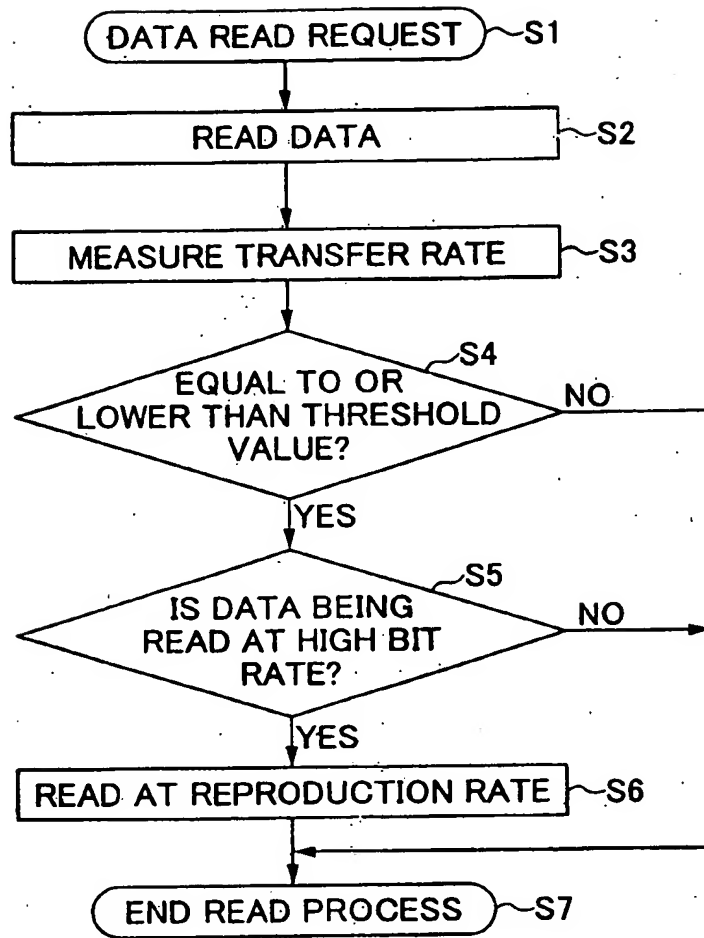 DATA READ REQUEST S1
READ DATA S2
MEASURE TRANSFER RATE S3
S4
EQUAL TO OR
LOWER THAN THRESHOLD
VALUE?
NO
YES
S5
IS DATA BEING
READ AT HIGH BIT
RATE?
NO
YES
READ AT REPRODUCTION RATE S6
END READ PROCESS S7